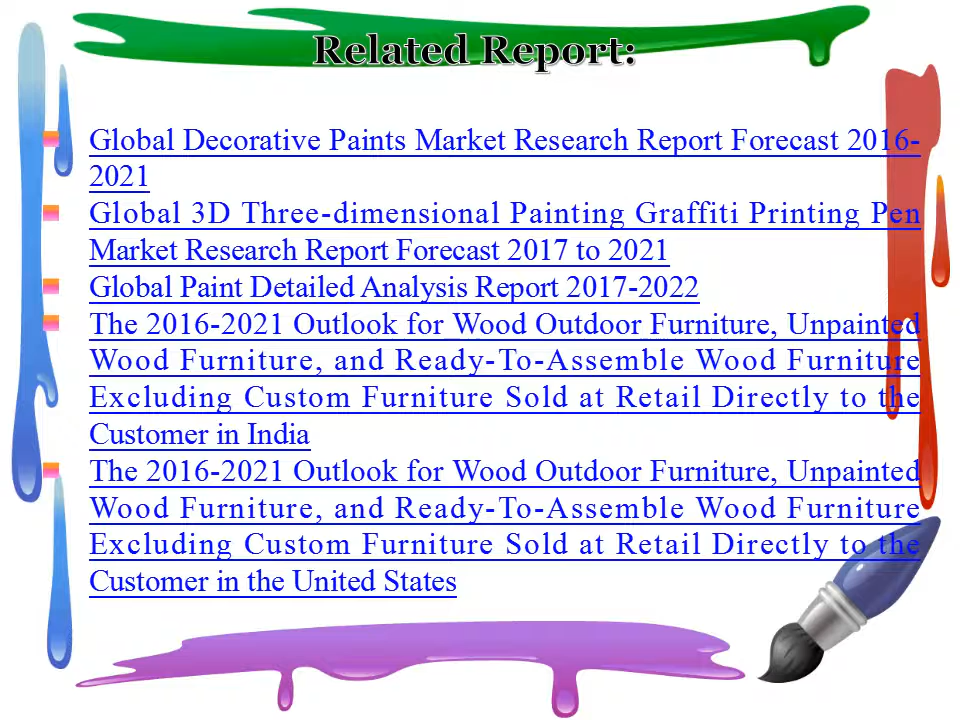 Related Report:
Global Decorative Paints Market Research Report Forecast 2016-
2021
Global 3D Three-dimensional Painting Graffiti Printing Pen
Market Research Report Forecast 2017 to 2021
Global Paint Detailed Analysis Report 2017-2022
The 2016-2021 Outlook for Wood Outdoor Furniture, Unpainted
Wood Furniture, and Ready-To-Assemble Wood Furniture
Excluding Custom Furniture Sold at Retail Directly to the
Customer in India
The 2016-2021 Outlook for Wood Outdoor Furniture, Unpainted
Wood Furniture, and Ready-To-Assemble Wood Furniture
Excluding Custom Furniture Sold at Retail Directly to the
Customer in the United States